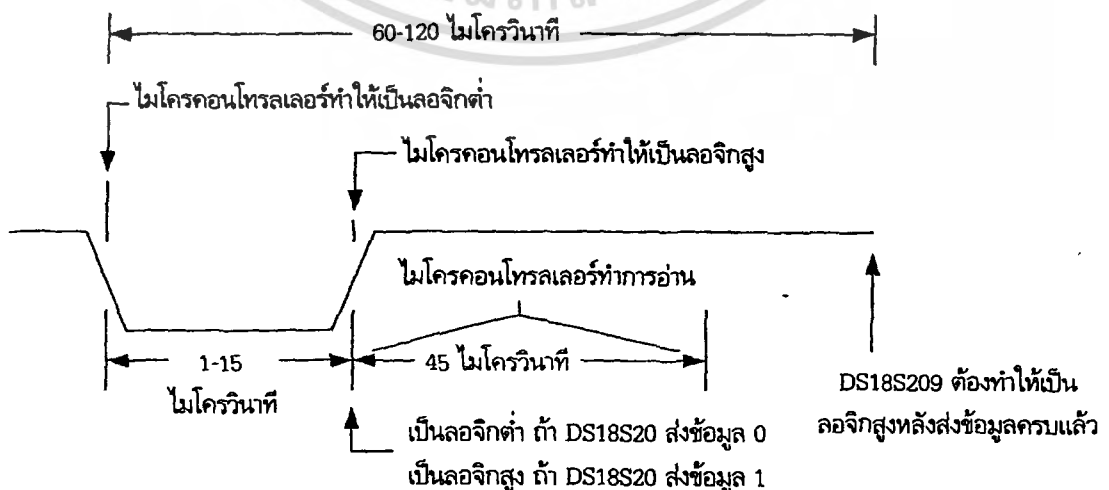 60-120 ไมโครวินาที
ไมโครคอนโทรลเลอร์ทำให้เป็นลอจิกต่ำ
ไมโครคอนโทรลเลอร์ทำให้เป็นลอจิกสูง
ไมโครคอนโทรลเลอร์ทำการอ่าน
1-15
ไมโครวินาที
45 ไมโครวินาที
DS18S209 ต้องทำให้เป็น
ลอจิกสูงหลังส่งข้อมูลครบแล้ว
เป็นลอจิกต่ำ ถ้า DS18S20 ส่งข้อมูล 0
เป็นลอจิกสูง ถ้า DS18S20 ส่งข้อมูล 1